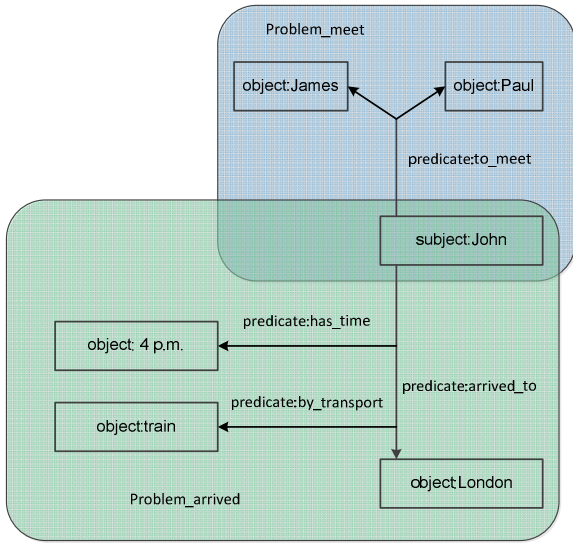 Problem_meet
object:James
object:Paul
predicate:to_meet
subject:John
predicate:has_time
object: 4 p.m.
predicate:arrived_to
predicate:by_transport
object:train
object:London
Problem_arrived